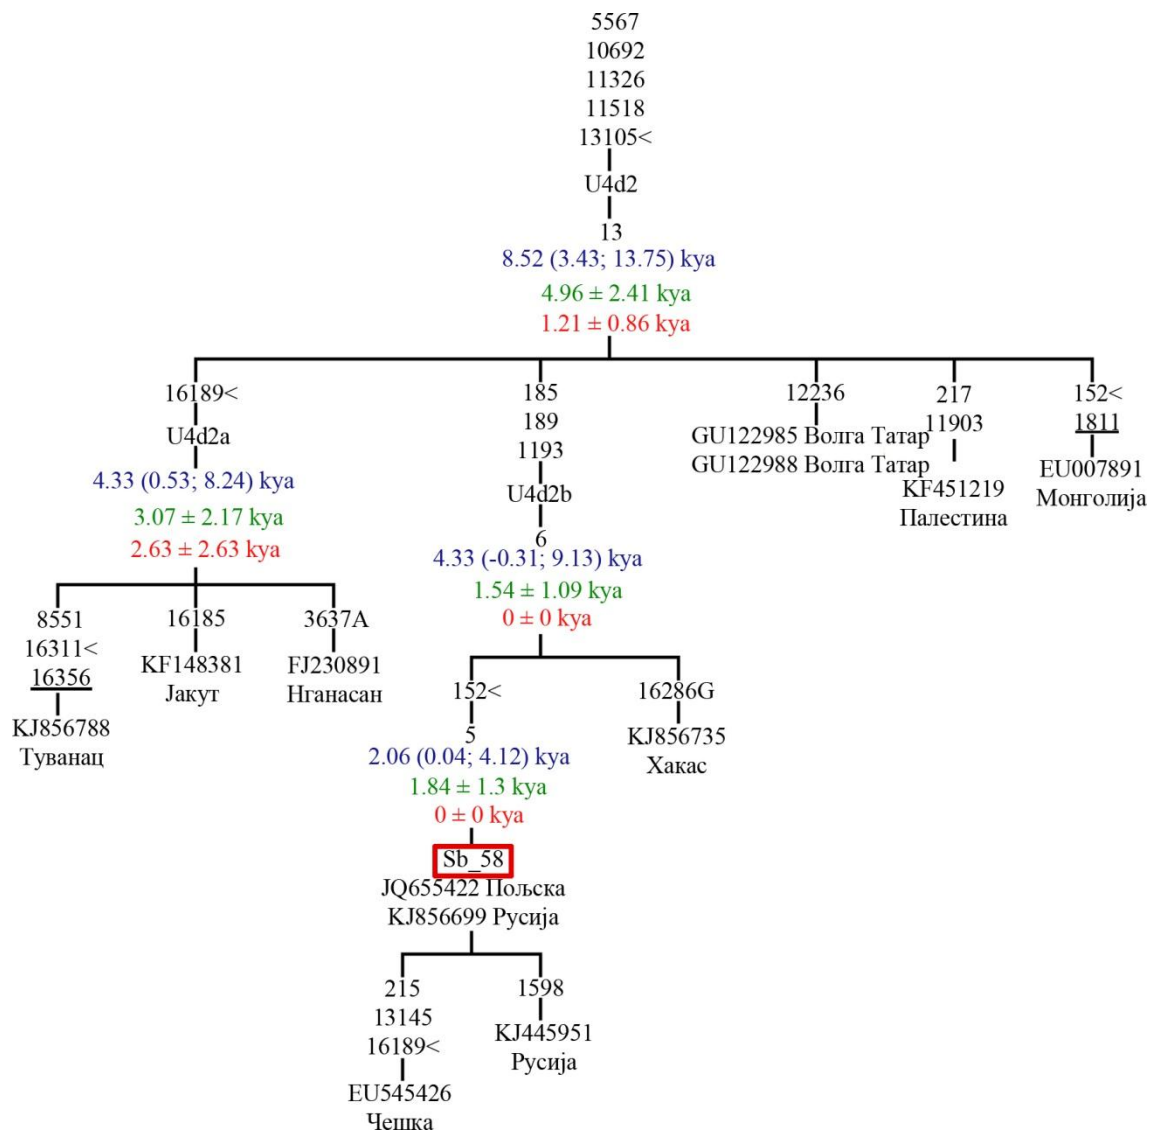 5567
10692
11326
11518
13105<
U4d2
13
8.52 (3.43; 13.75) kya
4.96 ± 2.41 kya
1.21 ± 0.86 kya
16189<
U4d2a
4.33 (0.53; 8.24) kya
3.07 ± 2.17 kya
2.63 ± 2.63 kya
8551
16311<
16356
KJ856788
Туванац
16185
KF148381
Јакут
3637A
FJ230891
Нганасан
185
189
1193
U4d2b
6
4.33 (-0.31; 9.13) kya
1.54 ± 1.09 kya
0 ± 0 kya
152<
5
2.06 (0.04; 4.12) kya
1.84 ± 1.3 kya
0 ± 0 kya
Sb_58
JQ655422 Пољска
KJ856699 Русија
215
13145
16189<
EU545426
Чешка
1598
KJ445951
Русија
16286G
KJ856735
Хакас
12236
GU122985 Волга Татар
GU122988 Волга Татар
217
11903
KF451219
Палестина
152<
1811
EU007891
Монголија